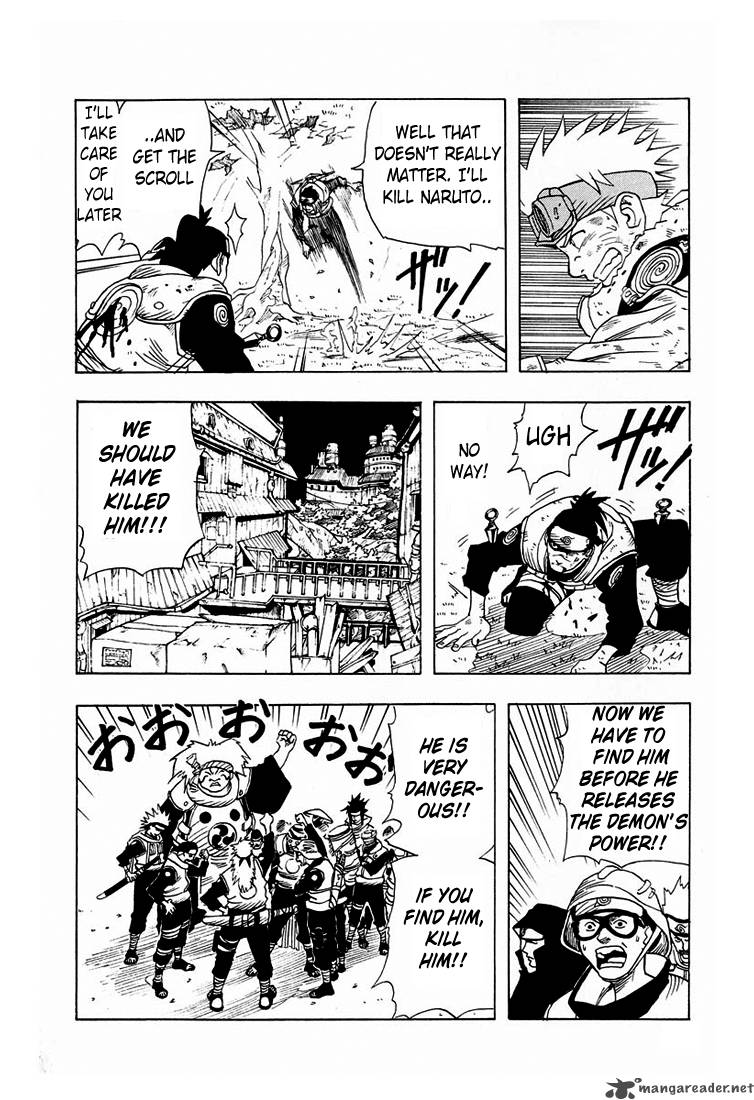 WELL THAT
DOESN'T REALLY
MATTER. I'LL
KILL NARUTO..
..AND
GET THE
SCROLL
I'LL
TAKE
CARE
OF
YOU
LATER
ザッ!
ザッ!
UGH
NO
WAY!
WE
SHOULD
HAVE
KILLED
HIM!!!
NOW WE
HAVE TO
FIND HIM
BEFORE HE
RELEASES
THE DEMON'S
POWER!!
HE IS
VERY
DANGER-
OUS!!
IF YOU
FIND HIM,
KILL
HIM!!
おおおおお
mangareader.net